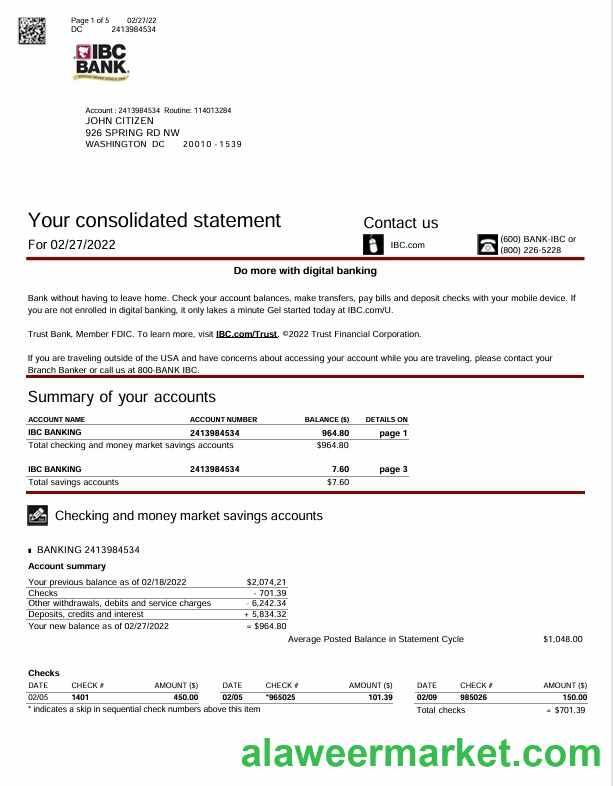 Page 1 of 5 02/27/22
DC 2413984534
IBC
BANK
Account : 2413984534 Routine: 114013284
JOHN CITIZEN
926 SPRING RD NW
WASHINGTON DC 20010 - 1539
Your consolidated statement
For 02/27/2022
Contact us
IBC.com
(600) BANK-IBC or
(800) 226-5228
Do more with digital banking
Bank without having to leave home. Check your account balances, make transfers, pay bills and deposit checks with your mobile device. If
you are not enrolled in digital banking, it only lakes a minute Gel started today at IBC.com/U.
Trust Bank, Member FDIC. To learn more, visit IBC.com/Trust, ©2022 Trust Financial Corporation.
If you are traveling outside of the USA and have concerns about accessing your account while you are traveling, please contact your
Branch Banker or call us at 800-BANK IBC.
Summary of your accounts
ACCOUNT NAME ACCOUNT NUMBER BALANCE ($) DETAILS ON
IBC BANKING 2413984534 964.80 page 1
Total checking and money market savings accounts $964.80
IBC BANKING 2413984534 7.60 page 3
Total savings accounts $7.60
Checking and money market savings accounts
BANKING 2413984534
Account summary
Your previous balance as of 02/18/2022 $2,074,21
Checks - 701.39
Other withdrawals, debits and service charges - 6,242.34
Deposits, credits and interest + 5,834.32
Your new balance as of 02/27/2022 = $964.80
Average Posted Balance in Statement Cycle $1,048.00
Checks
DATE CHECK # AMOUNT ($) DATE CHECK # AMOUNT ($) DATE CHECK # AMOUNT ($)
02/05 1401 450.00 02/05 *965025 101.39 02/09 985026 150.00
* indicates a skip in sequential check numbers above this item
Total checks = $701.39
alaweermarket.com